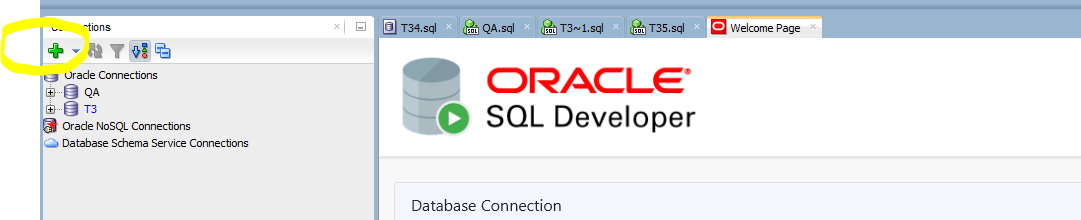 Connections
T34.sql QA.sql T3~1.sql T35.sql Welcome Page
Oracle Connections
QA
T3
Oracle NoSQL Connections
Database Schema Service Connections
ORACLE®
SQL Developer
Database Connection